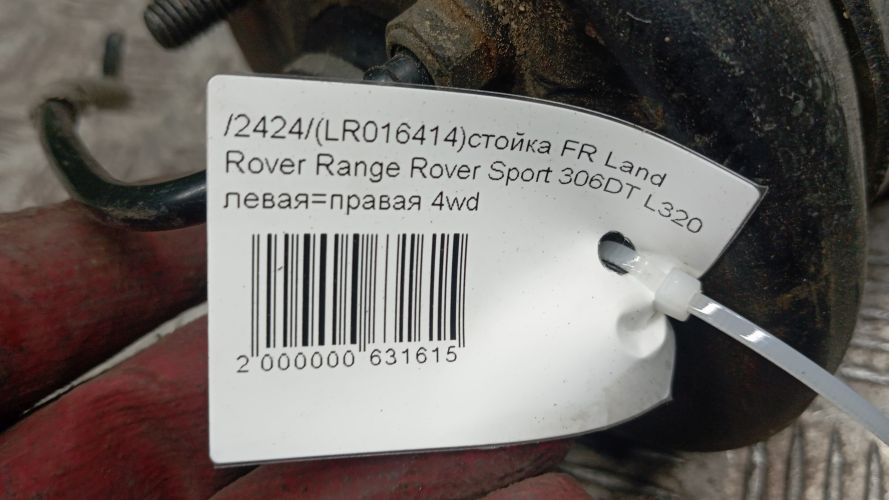 /2424/(LR016414)стойка FR Land
Rover Range Rover Sport 306DT L320
левая=правая 4wd
2 000000 631615